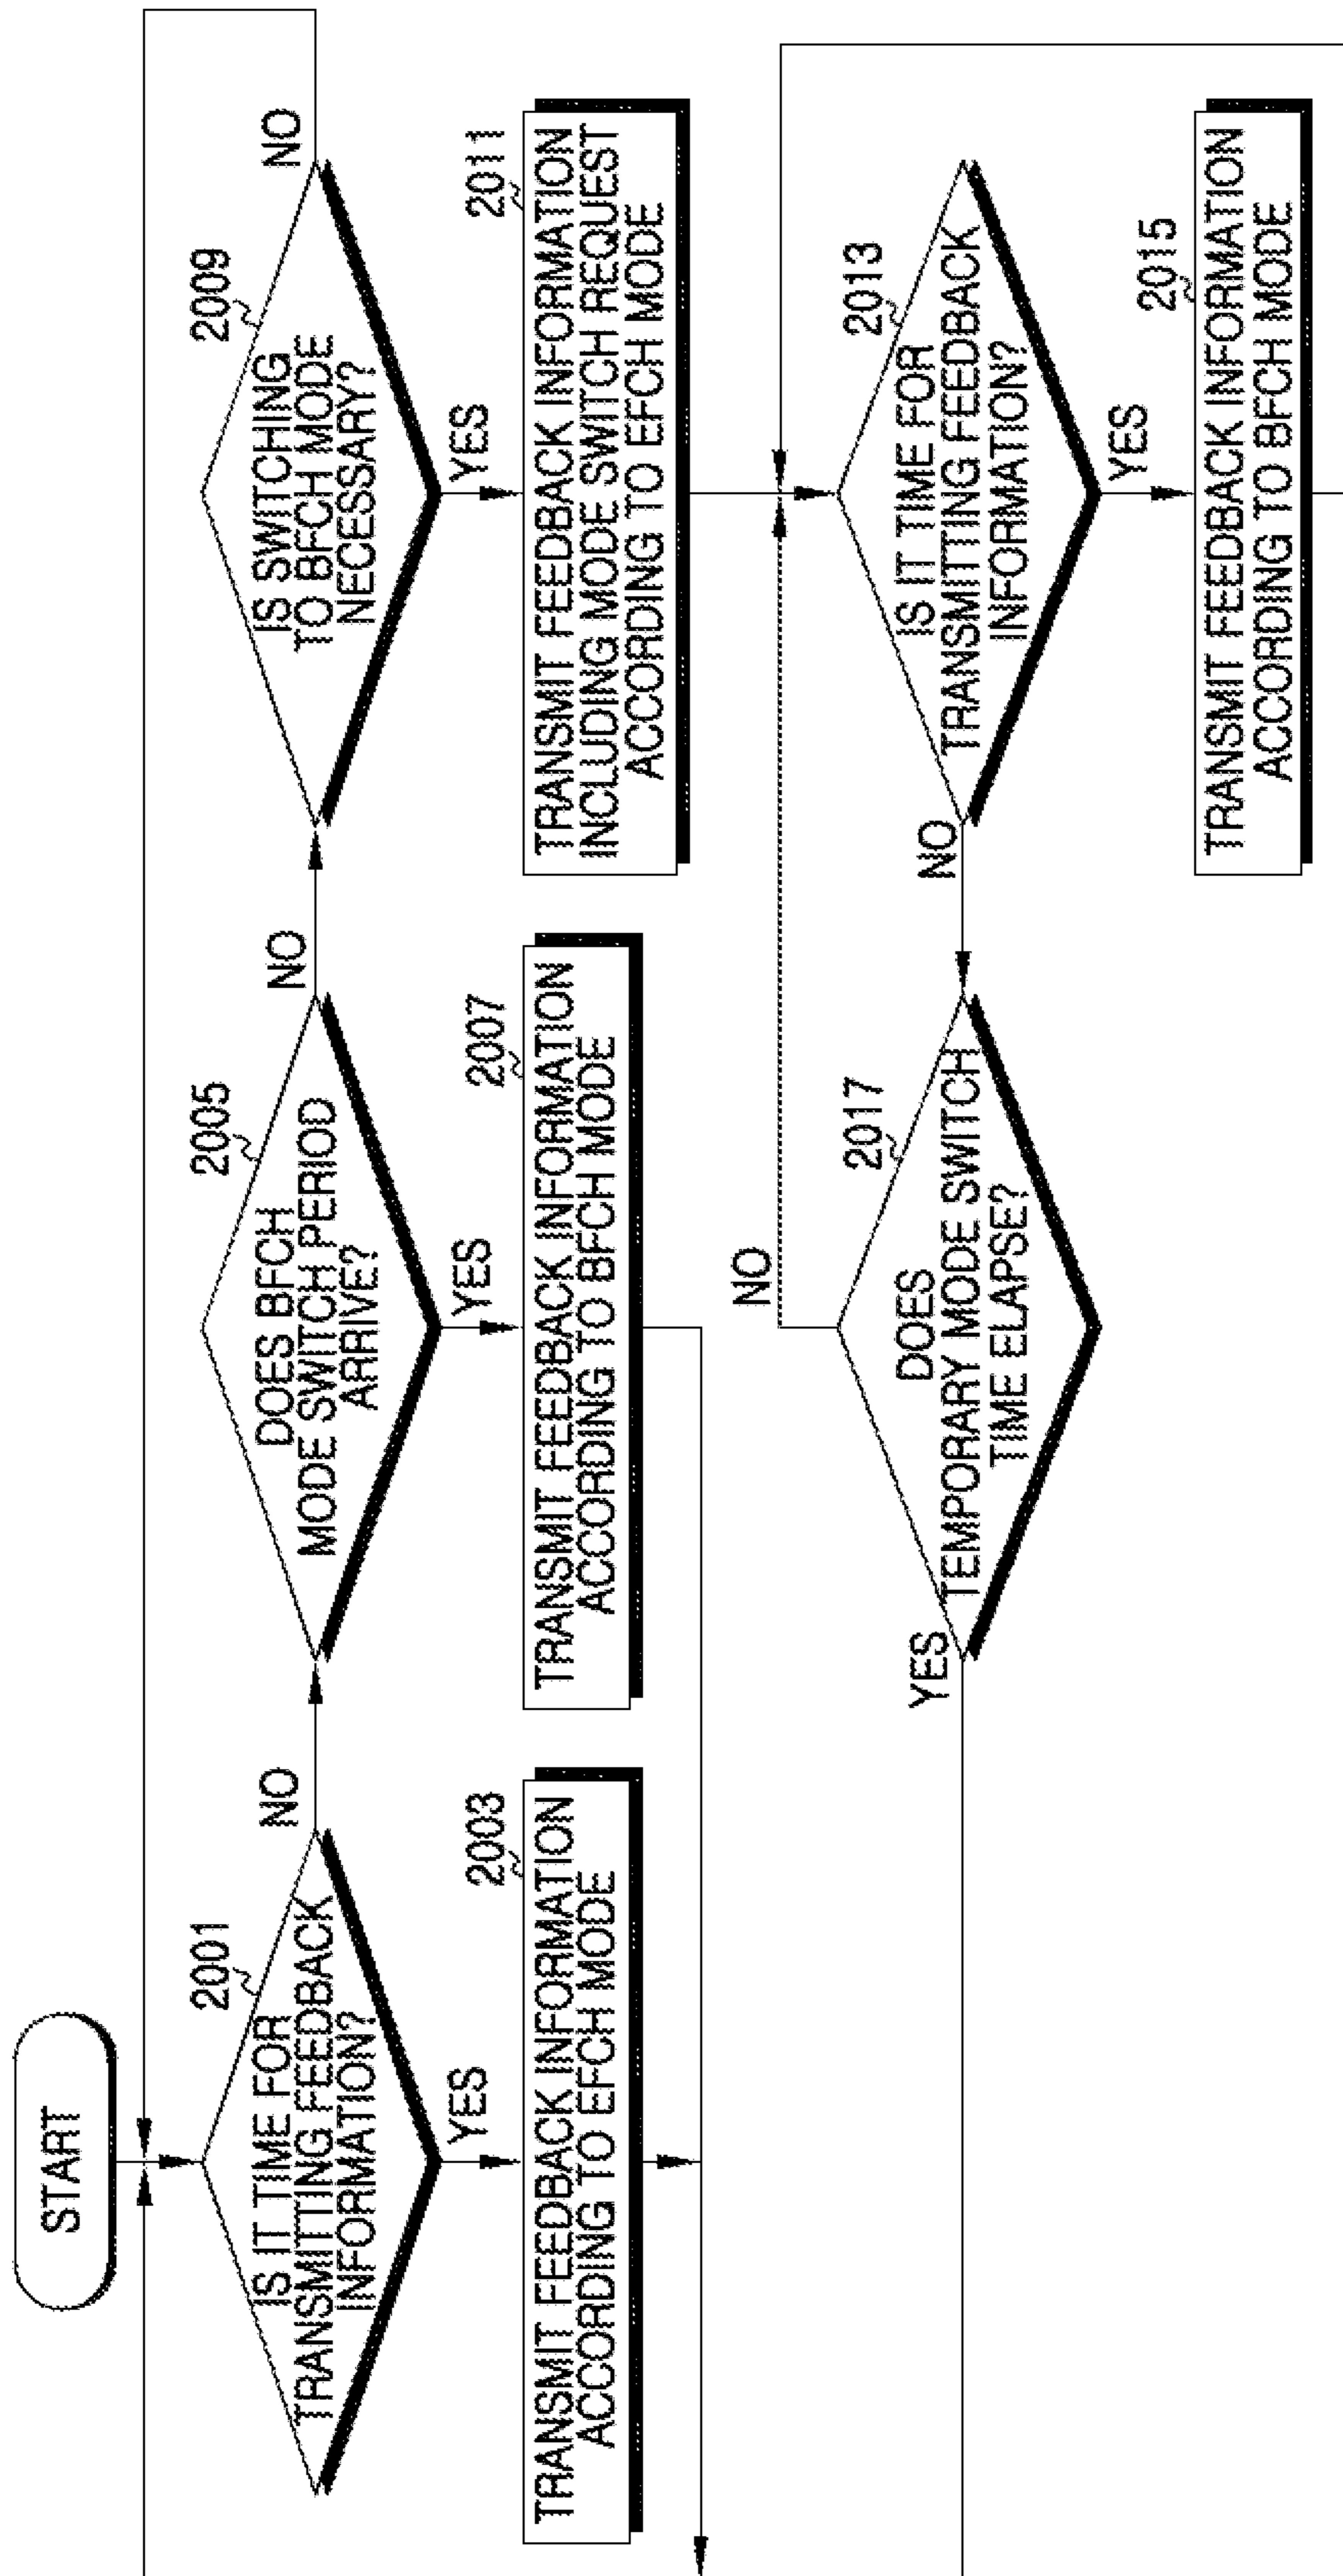 START
2001
IS IT TIME FOR
TRANSMITTING FEEDBACK
INFORMATION?
NO
YES
2003
TRANSMIT FEEDBACK INFORMATION
ACCORDING TO EFCH MODE
2005
DOES BFCH
MODE SWITCH PERIOD
ARRIVE?
NO
YES
2007
TRANSMIT FEEDBACK INFORMATION
ACCORDING TO BFCH MODE
2009
IS SWITCHING
TO BFCH MODE
NECESSARY?
NO
YES
2011
TRANSMIT FEEDBACK INFORMATION
INCLUDING MODE SWITCH REQUEST
ACCORDING TO EFCH MODE
2013
IS IT TIME FOR
TRANSMITTING FEEDBACK
INFORMATION?
NO
YES
2015
TRANSMIT FEEDBACK INFORMATION
ACCORDING TO BFCH MODE
2017
DOES
TEMPORARY MODE SWITCH
TIME ELAPSE?
NO
YES